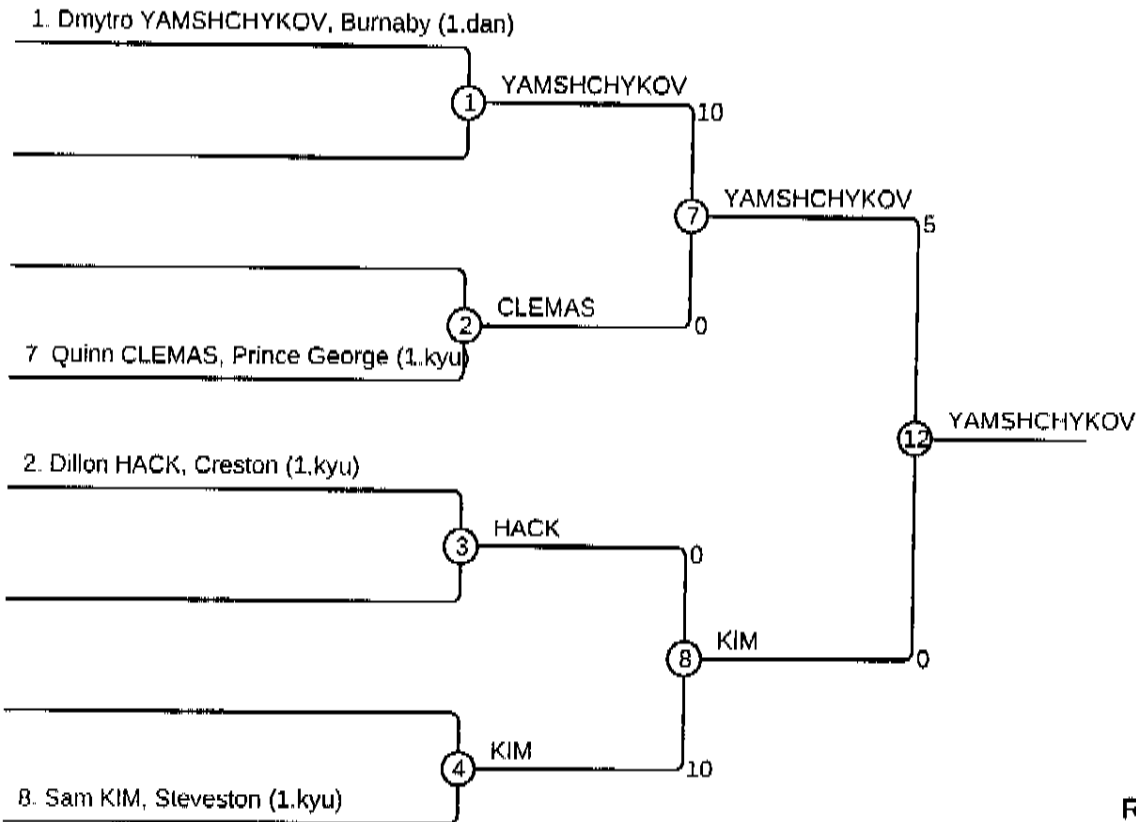 1. Dmytro YAMSHCHYKOV, Burnaby (1.dan)
1 YAMSHCHYKOV
10
7 YAMSHCHYKOV
5
2 CLEMAS
0
7 Quinn CLEMAS, Prince George (1.kyu)
12 YAMSHCHYKOV
2. Dillon HACK, Creston (1.kyu)
3 HACK
0
8 KIM
0
4 KIM
10
8. Sam KIM, Steveston (1.kyu)
R